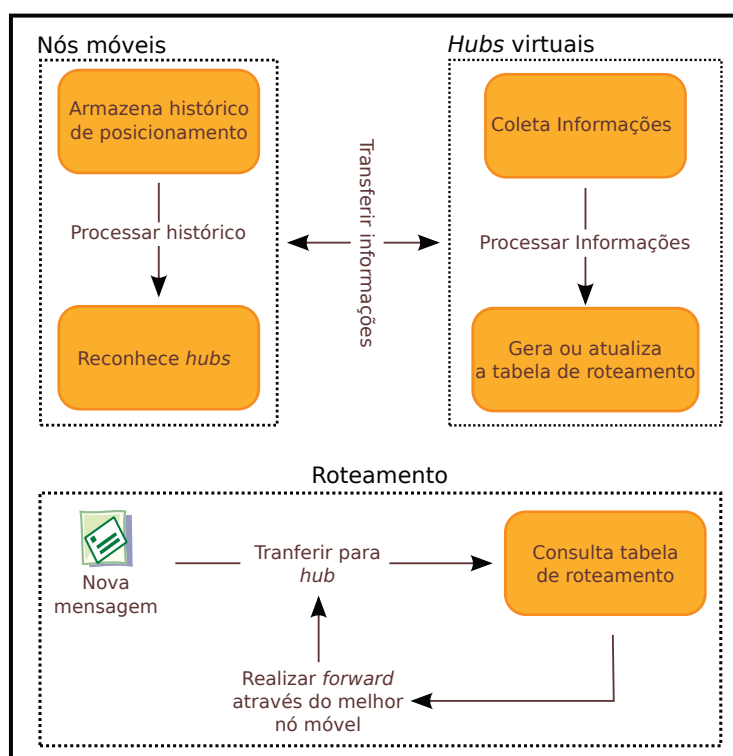 Nós móveis
Armazena histórico
de posicionamento
Processar histórico
Reconhece hubs
Transferir informações
Hubs virtuais
Coleta Informações
Processar Informações
Gera ou atualiza
a tabela de roteamento
Roteamento
Nova
mensagem
Tranferir para
hub
Consulta tabela
de roteamento
Realizar forward
através do melhor
nó móvel